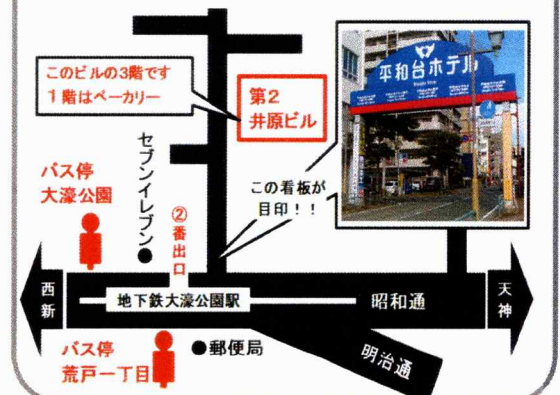 このビルの3階です
1階はベーカリー
第2
井原ビル
平和台ホテル
セブンイレブン
バス停
大濠公園
②番出口
この看板が
目印！！
西新
地下鉄大濠公園駅
昭和通
天神
バス停
荒戸一丁目
郵便局
明治通